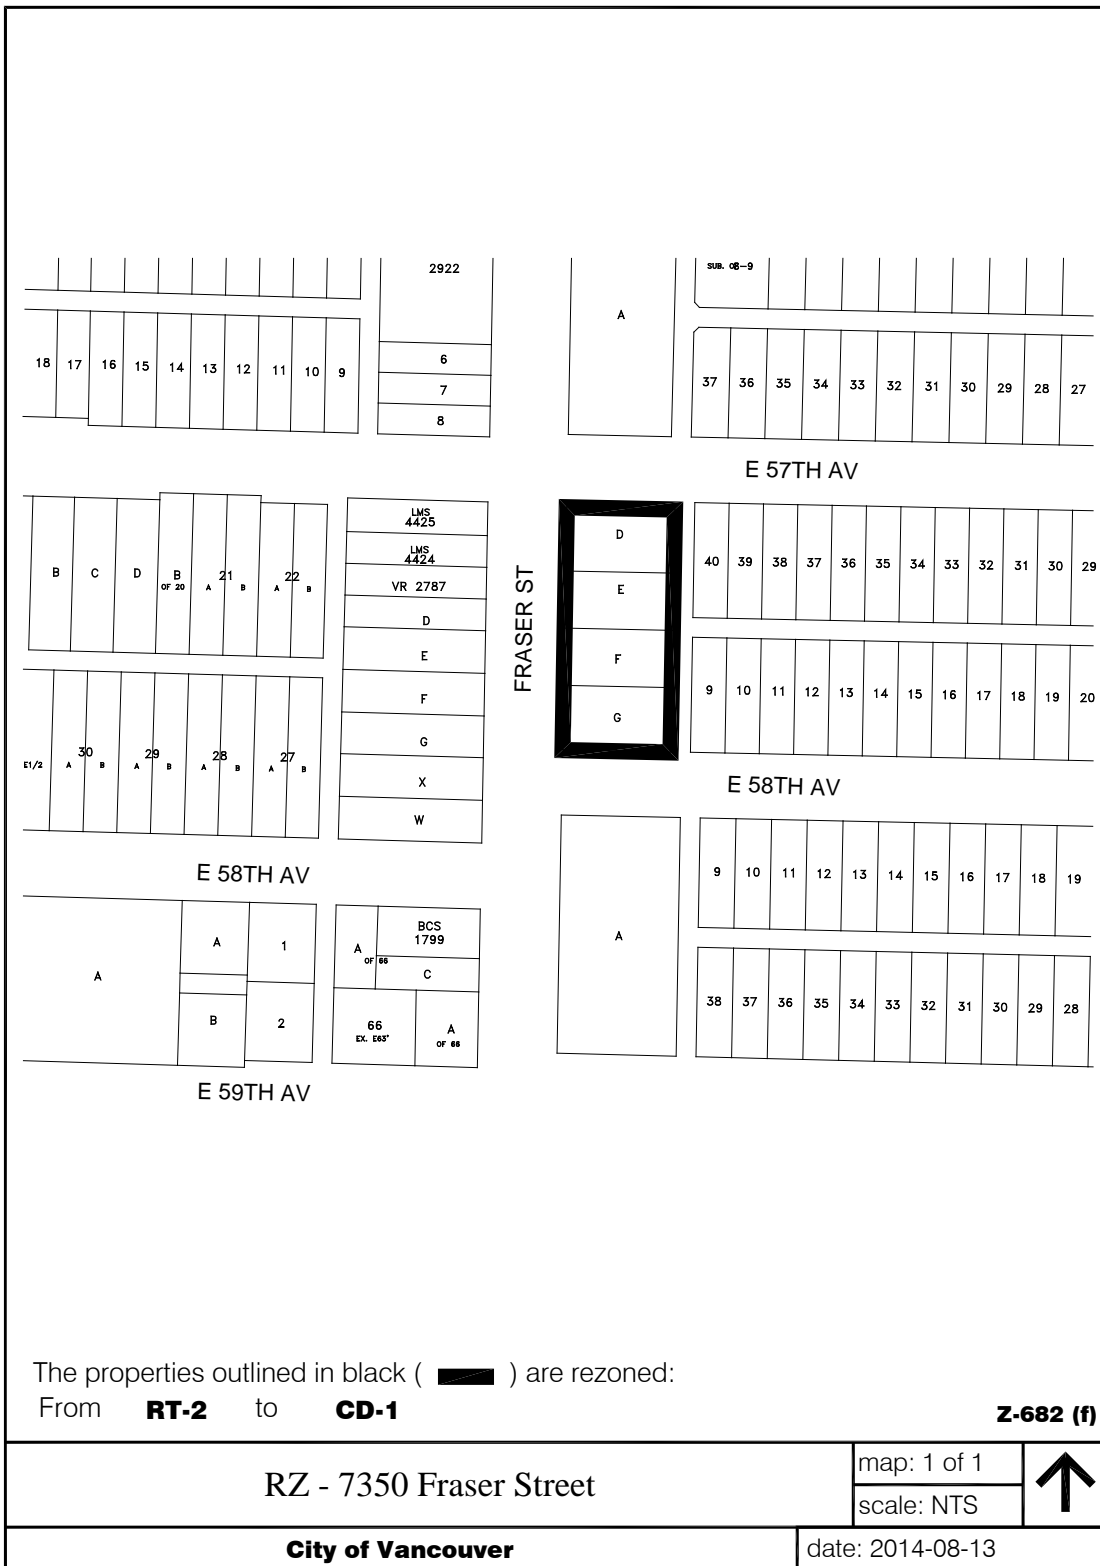 2922
SUB. OF 8-9
A
6
7
8
18 17 16 15 14 13 12 11 10 9
37 36 35 34 33 32 31 30 29 28 27
E 57TH AV
LMS
4425
LMS
4424
VR 2787
D
E
F
G
X
W
B C D B
OF 20
21
A B
22
A B
FRASER ST
D
E
F
G
40 39 38 37 36 35 34 33 32 31 30 29
9 10 11 12 13 14 15 16 17 18 19 20
E1/2
30
A B
29
A B
28
A B
27
A B
E 58TH AV
E 58TH AV
A
A
B
1
2
A
OF 66
BCS
1799
C
66
EX. E63'
A
OF 66
A
9 10 11 12 13 14 15 16 17 18 19
38 37 36 35 34 33 32 31 30 29 28
E 59TH AV
The properties outlined in black ( ) are rezoned:
From RT-2 to CD-1
Z-682 (f)
RZ - 7350 Fraser Street
map: 1 of 1
scale: NTS
City of Vancouver
date: 2014-08-13